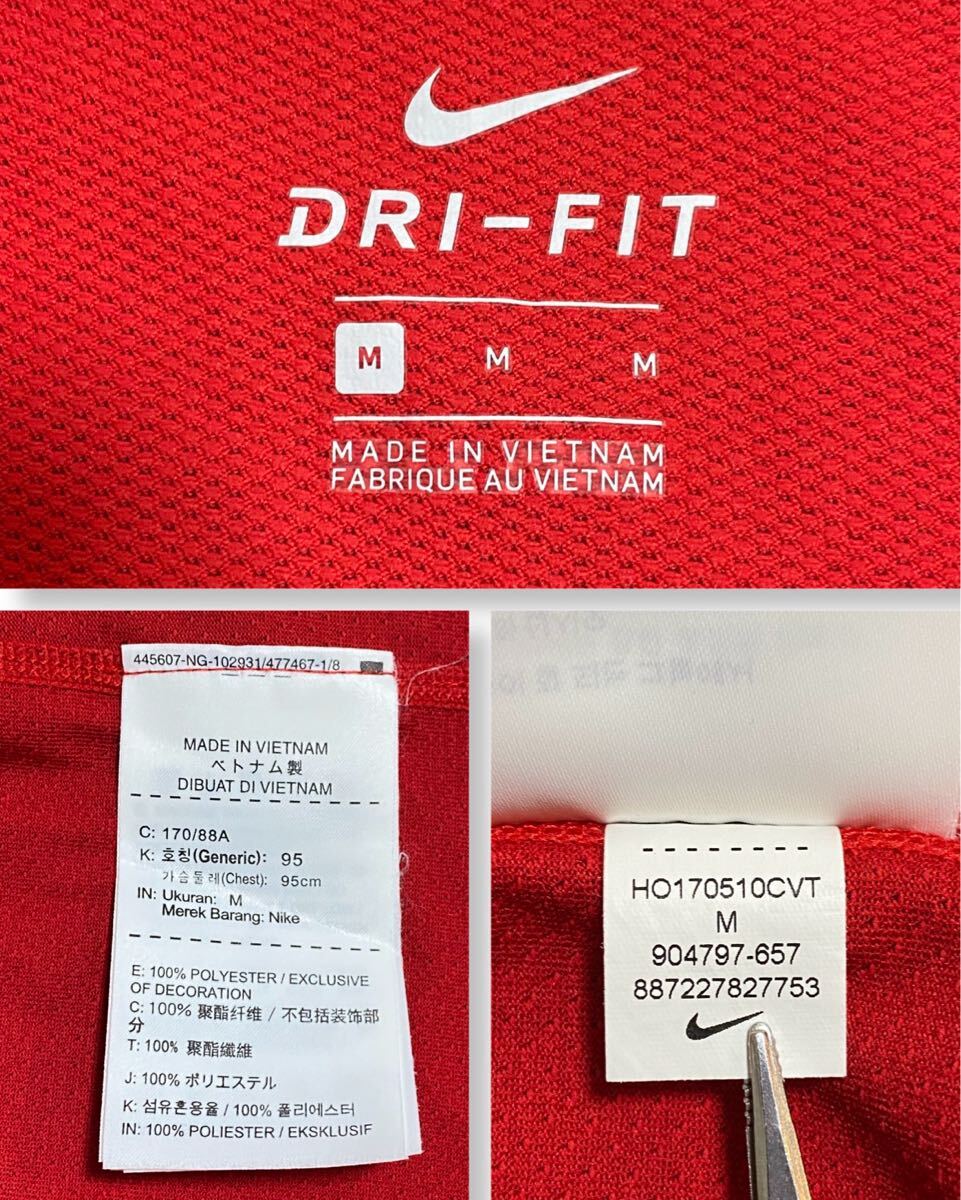 DRI-FIT
M M M
MADE IN VIETNAM
FABRIQUE AU VIETNAM
445607-NG-102931/477467-1/8
MADE IN VIETNAM
ベトナム製
DIBUAT DI VIETNAM
C: 170/88A
K: 호칭(Generic): 95
가슴둘레(Chest): 95cm
IN: Ukuran: M
Merek Barang: Nike
E: 100% POLYESTER / EXCLUSIVE
OF DECORATION
C: 100% 聚酯纤维 / 不包括装饰部
分
T: 100% 聚酯纖維
J: 100% ポリエステル
K: 섬유혼용율 / 100% 폴리에스터
IN: 100% POLIESTER / EKSKLUSIF
HO170510CVT
M
904797-657
887227827753